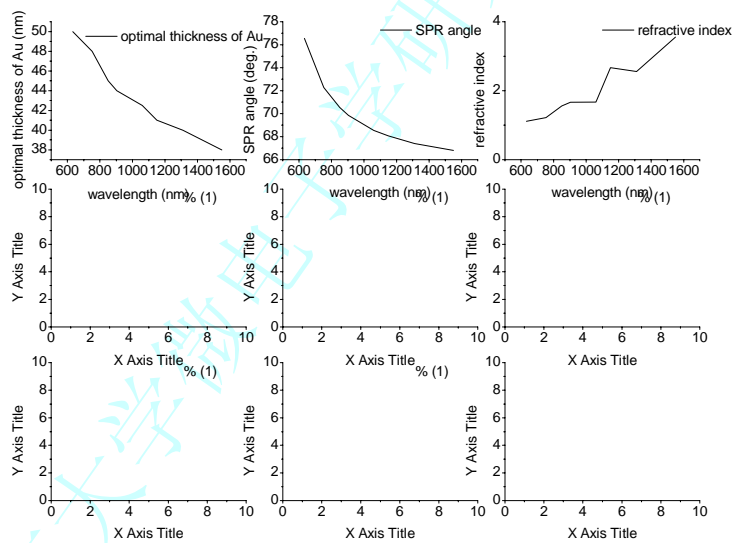 optimal thickness of Au (nm)
50
48
46
44
42
40
38
optimal thickness of Au
600 800 1000 1200 1400 1600
wavelength (nm)
SPR angle (deg.)
78
76
74
72
70
68
66
SPR angle
600 800 1000 1200 1400 1600
wavelength (nm)
refractive index
4
2
0
refractive index
600 800 1000 1200 1400 1600
wavelength (nm)
% (1)
Y Axis Title
10
8
6
4
2
0
0 2 4 6 8 10
X Axis Title
% (1)
Y Axis Title
10
8
6
4
2
0
0 2 4 6 8 10
X Axis Title
% (1)
Y Axis Title
10
8
6
4
2
0
0 2 4 6 8 10
X Axis Title
% (1)
Y Axis Title
10
8
6
4
2
0
0 2 4 6 8 10
X Axis Title
% (1)
Y Axis Title
10
8
6
4
2
0
0 2 4 6 8 10
X Axis Title
Y Axis Title
10
8
6
4
2
0
0 2 4 6 8 10
X Axis Title
大学微电子学研